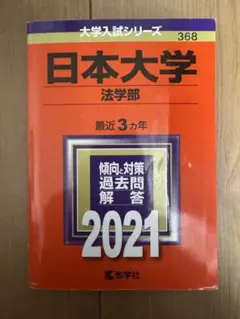 大学入試シリーズ
368
日本大学
法学部
最近3カ年
傾向と対策
過去問
解答
2021
教学社